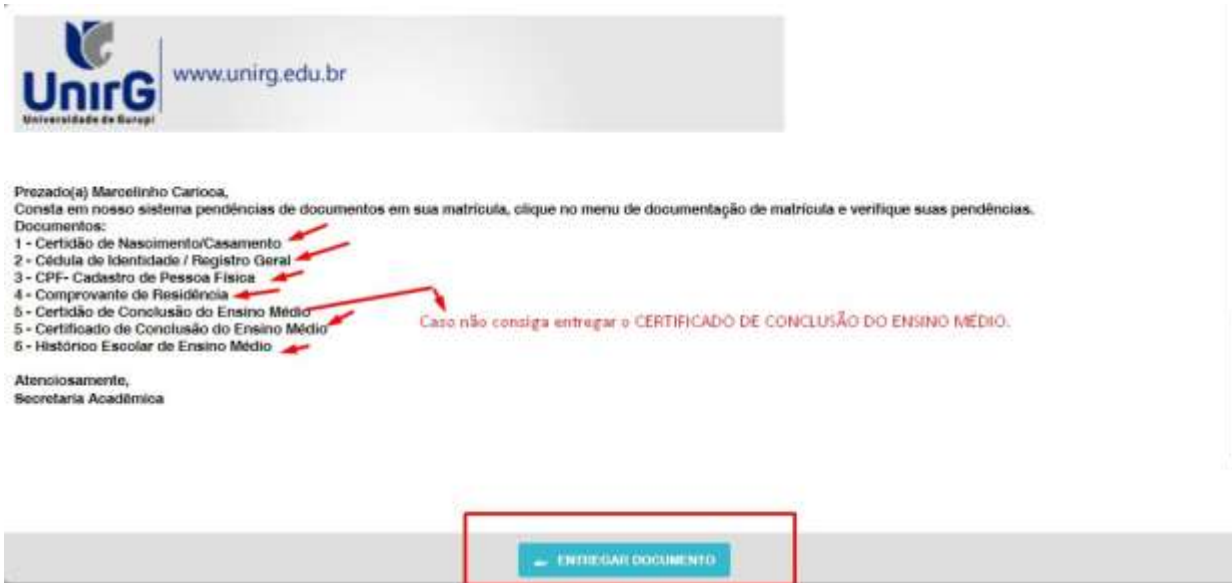 UnirG
Universidade de Gurupi
www.unirg.edu.br
Prezado(a) Marcelinho Carioca,
Consta em nosso sistema pendências de documentos em sua matrícula, clique no menu de documentação de matrícula e verifique suas pendências.
Documentos:
1 - Certidão de Nascimento/Casamento
2 - Cédula de Identidade / Registro Geral
3 - CPF- Cadastro de Pessoa Física
4 - Comprovante de Residência
5 - Certidão de Conclusão do Ensino Médio
5 - Certificado de Conclusão do Ensino Médio
6 - Histórico Escolar de Ensino Médio
Caso não consiga entregar o CERTIFICADO DE CONCLUSÃO DO ENSINO MÉDIO.
Atenciosamente,
Secretaria Acadêmica
ENTREGAR DOCUMENTO